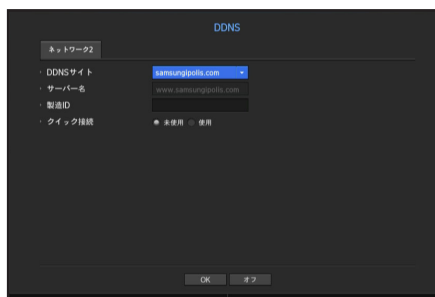 DDNS
ネットワーク2
DDNSサイト samsungipolis.com
サーバー名 www.samsungipolis.com
製造ID
クイック接続 未使用 使用
OK オフ